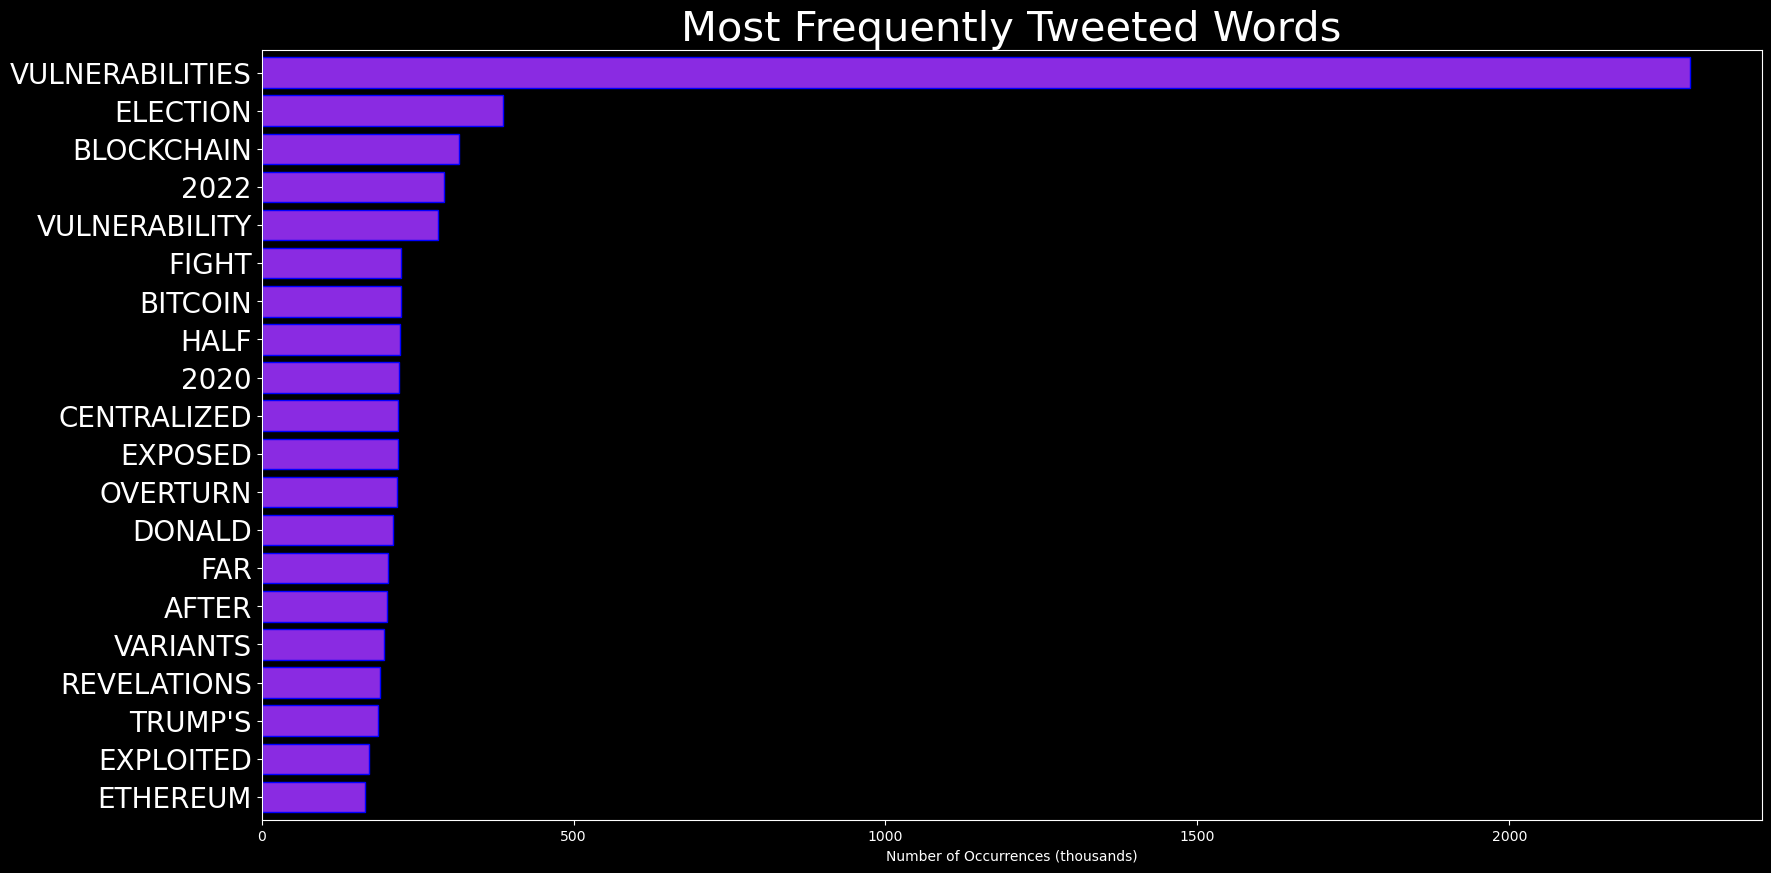 Most Frequently Tweeted Words
VULNERABILITIES
ELECTION
BLOCKCHAIN
2022
VULNERABILITY
FIGHT
BITCOIN
HALF
2020
CENTRALIZED
EXPOSED
OVERTURN
DONALD
FAR
AFTER
VARIANTS
REVELATIONS
TRUMP'S
EXPLOITED
ETHEREUM
0 500 1000 1500 2000
Number of Occurrences (thousands)